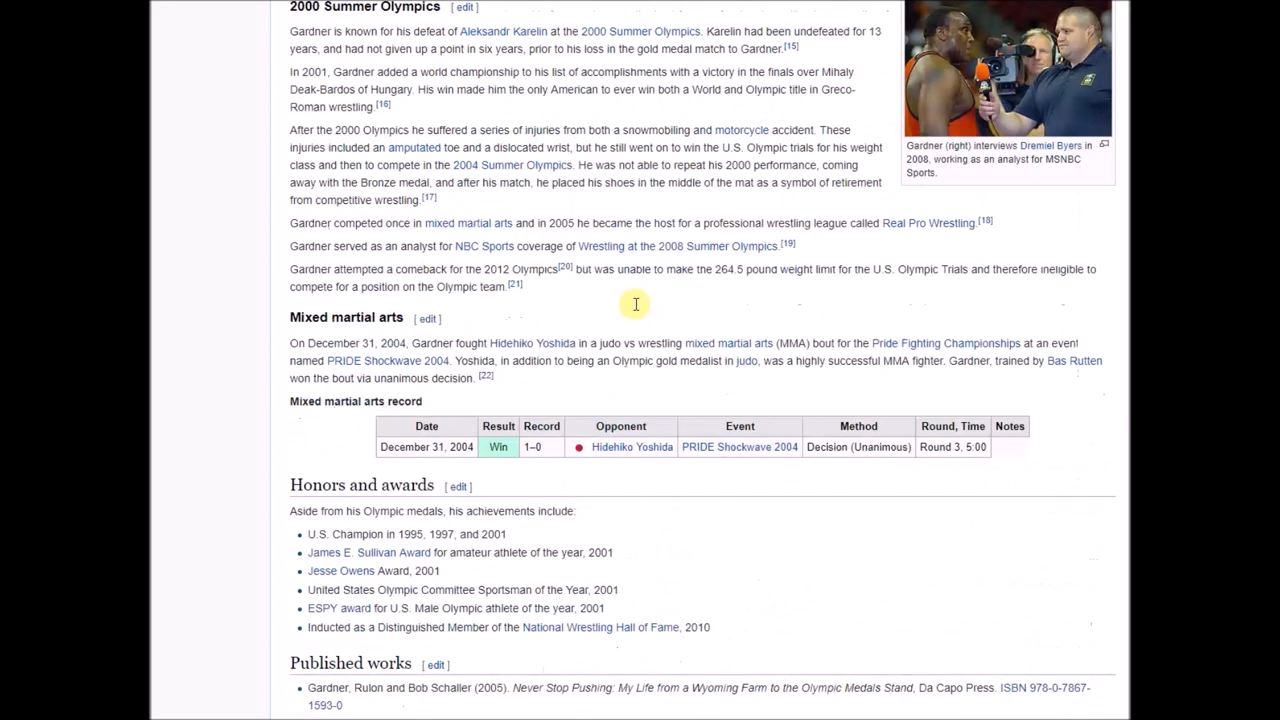 2000 Summer Olympics [ edit ]
Gardner is known for his defeat of Aleksandr Karelin at the 2000 Summer Olympics. Karelin had been undefeated for 13
years, and had not given up a point in six years, prior to his loss in the gold medal match to Gardner.[15]
In 2001, Gardner added a world championship to his list of accomplishments with a victory in the finals over Mihaly
Deak-Bardos of Hungary. His win made him the only American to ever win both a World and Olympic title in Greco-
Roman wrestling.[16]
After the 2000 Olympics he suffered a series of injuries from both a snowmobiling and motorcycle accident. These
injuries included an amputated toe and a dislocated wrist, but he still went on to win the U.S. Olympic trials for his weight
class and then to compete in the 2004 Summer Olympics. He was not able to repeat his 2000 performance, coming
away with the Bronze medal, and after his match, he placed his shoes in the middle of the mat as a symbol of retirement
from competitive wrestling.[17]
Gardner (right) interviews Dremiel Byers in
2008, working as an analyst for MSNBC
Sports.
Gardner competed once in mixed martial arts and in 2005 he became the host for a professional wrestling league called Real Pro Wrestling.[18]
Gardner served as an analyst for NBC Sports coverage of Wrestling at the 2008 Summer Olympics.[19]
Gardner attempted a comeback for the 2012 Olympics[20] but was unable to make the 264.5 pound weight limit for the U.S. Olympic Trials and therefore ineligible to
compete for a position on the Olympic team.[21]
Mixed martial arts [ edit ]
On December 31, 2004, Gardner fought Hidehiko Yoshida in a judo vs wrestling mixed martial arts (MMA) bout for the Pride Fighting Championships at an event
named PRIDE Shockwave 2004. Yoshida, in addition to being an Olympic gold medalist in judo, was a highly successful MMA fighter. Gardner, trained by Bas Rutten
won the bout via unanimous decision. [22]
Mixed martial arts record
Date Result Record Opponent Event Method Round, Time Notes
December 31, 2004 Win 1–0 Hidehiko Yoshida PRIDE Shockwave 2004 Decision (Unanimous) Round 3, 5:00
Honors and awards [ edit ]
Aside from his Olympic medals, his achievements include:
• U.S. Champion in 1995, 1997, and 2001
• James E. Sullivan Award for amateur athlete of the year, 2001
• Jesse Owens Award, 2001
• United States Olympic Committee Sportsman of the Year, 2001
• ESPY award for U.S. Male Olympic athlete of the year, 2001
• Inducted as a Distinguished Member of the National Wrestling Hall of Fame, 2010
Published works [ edit ]
• Gardner, Rulon and Bob Schaller (2005). Never Stop Pushing: My Life from a Wyoming Farm to the Olympic Medals Stand, Da Capo Press. ISBN 978-0-7867-
1593-0